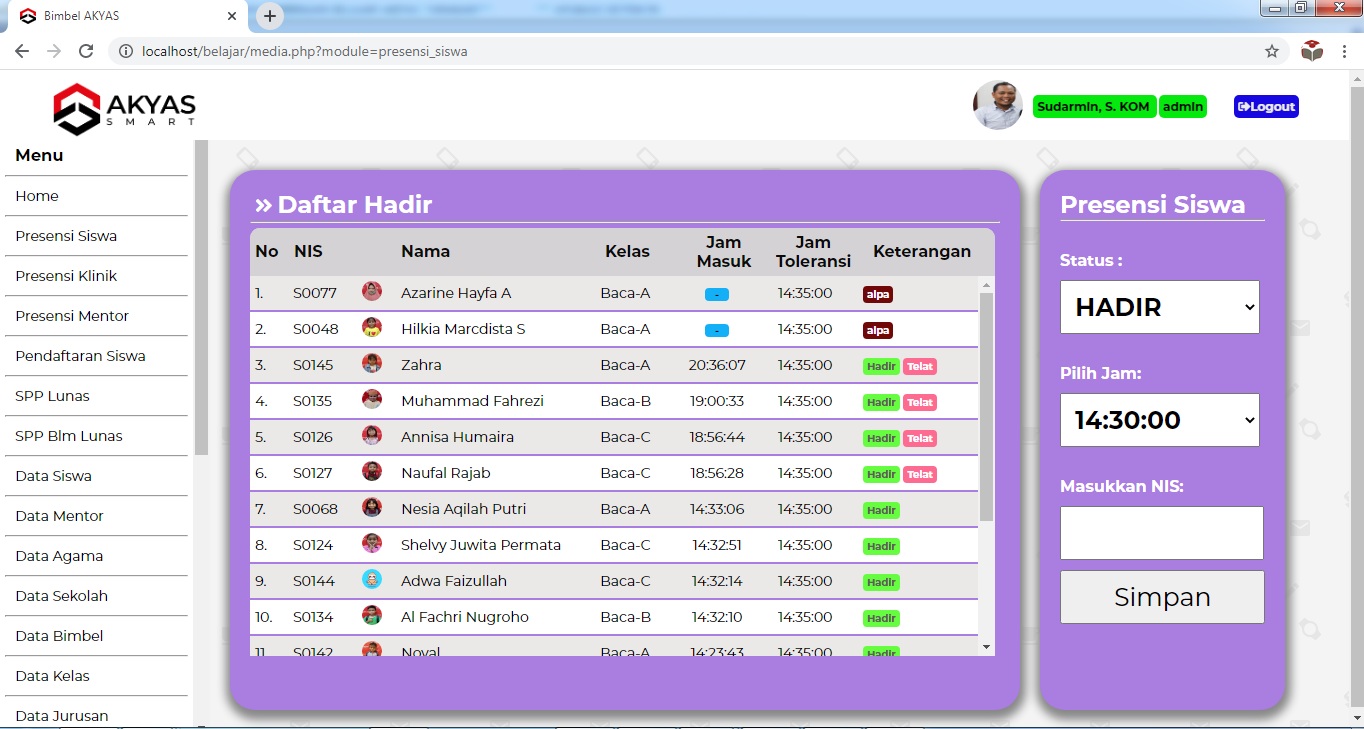 Bimbel AKYAS
localhost/belajar/media.php?module=presensi_siswa
AKYAS
SMART
Sudarmin, S. KOM admin Logout
Menu
Home
Presensi Siswa
Presensi Klinik
Presensi Mentor
Pendaftaran Siswa
SPP Lunas
SPP Blm Lunas
Data Siswa
Data Mentor
Data Agama
Data Sekolah
Data Bimbel
Data Kelas
Data Jurusan
» Daftar Hadir
No NIS Nama Kelas Jam Masuk Jam Toleransi Keterangan
1. S0077 Azarine Hayfa A Baca-A - 14:35:00 alpa
2. S0048 Hilkia Marcdista S Baca-A - 14:35:00 alpa
3. S0145 Zahra Baca-A 20:36:07 14:35:00 Hadir Telat
4. S0135 Muhammad Fahrezi Baca-B 19:00:33 14:35:00 Hadir Telat
5. S0126 Annisa Humaira Baca-C 18:56:44 14:35:00 Hadir Telat
6. S0127 Naufal Rajab Baca-C 18:56:28 14:35:00 Hadir Telat
7. S0068 Nesia Aqilah Putri Baca-A 14:33:06 14:35:00 Hadir
8. S0124 Shelvy Juwita Permata Baca-C 14:32:51 14:35:00 Hadir
9. S0144 Adwa Faizullah Baca-C 14:32:14 14:35:00 Hadir
10. S0134 Al Fachri Nugroho Baca-B 14:32:10 14:35:00 Hadir
11. S0142 Noval Baca-A 14:23:43 14:35:00 Hadir
Presensi Siswa
Status :
HADIR
Pilih Jam:
14:30:00
Masukkan NIS:
Simpan